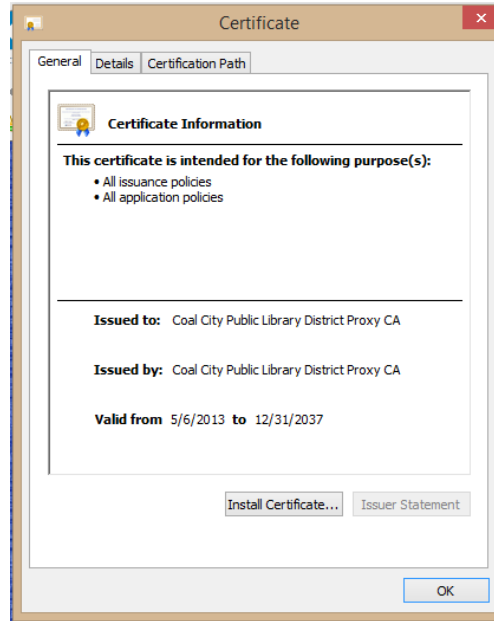 Certificate
General Details Certification Path
Certificate Information
This certificate is intended for the following purpose(s):
• All issuance policies
• All application policies
Issued to: Coal City Public Library District Proxy CA
Issued by: Coal City Public Library District Proxy CA
Valid from 5/6/2013 to 12/31/2037
Install Certificate... Issuer Statement
OK